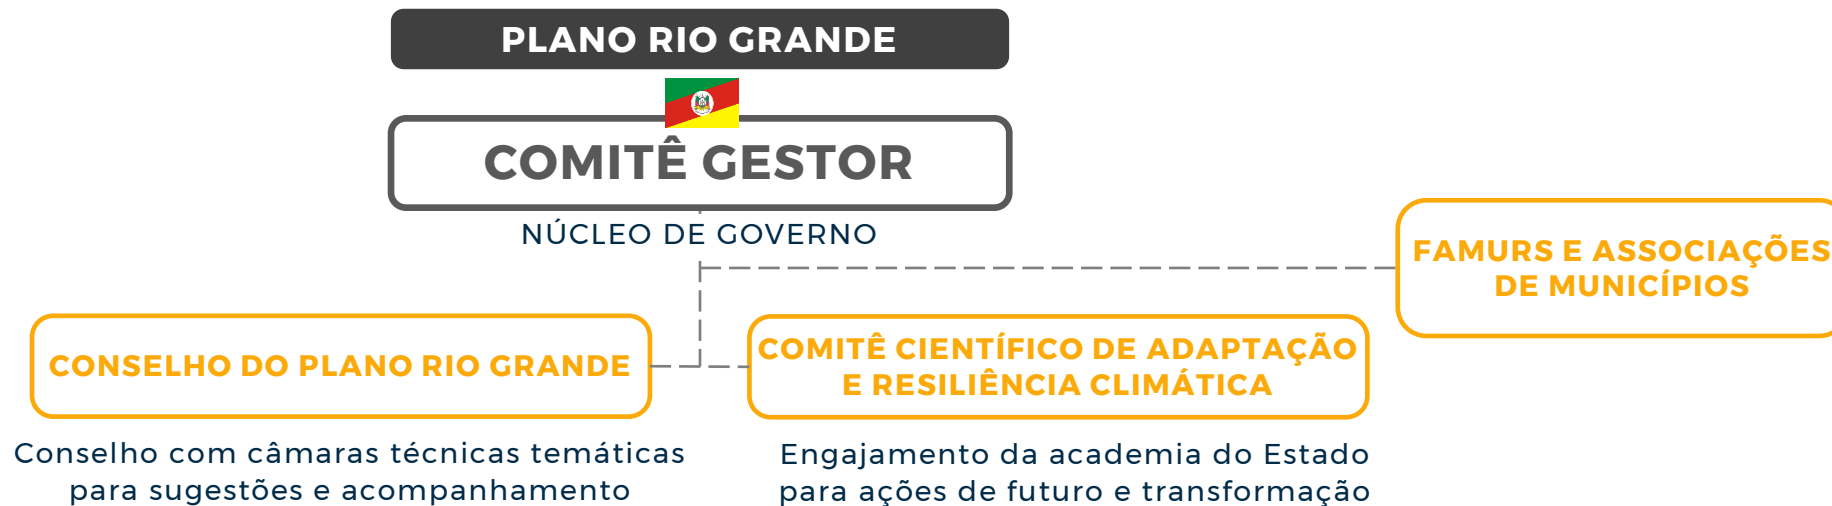 PLANO RIO GRANDE
COMITÊ GESTOR
NÚCLEO DE GOVERNO
FAMURS E ASSOCIAÇÕES
DE MUNICÍPIOS
CONSELHO DO PLANO RIO GRANDE
COMITÊ CIENTÍFICO DE ADAPTAÇÃO
E RESILIÊNCIA CLIMÁTICA
Conselho com câmaras técnicas temáticas
para sugestões e acompanhamento
Engajamento da academia do Estado
para ações de futuro e transformação